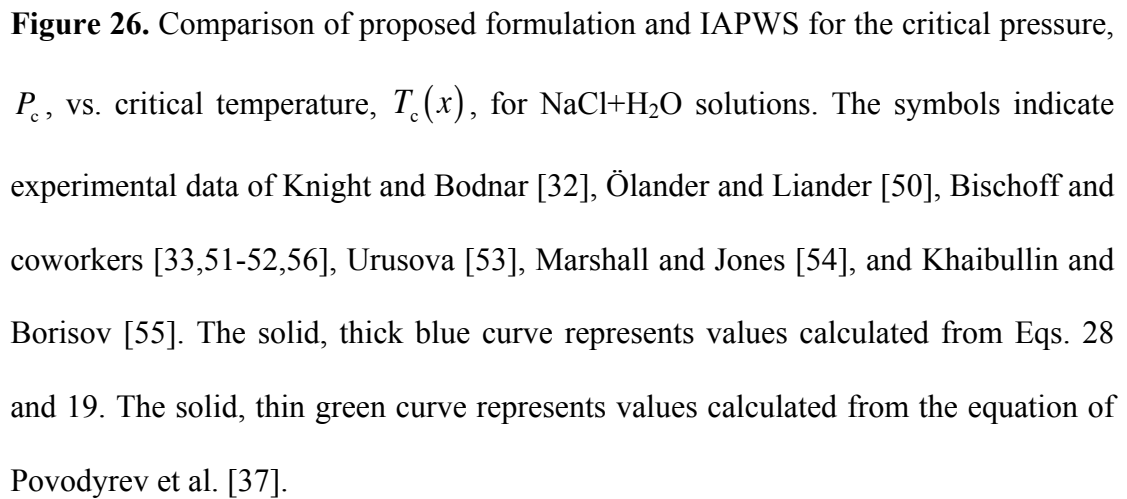 Figure 26. Comparison of proposed formulation and IAPWS for the critical pressure,
P_c, vs. critical temperature, T_c(x), for NaCl+H₂O solutions. The symbols indicate
experimental data of Knight and Bodnar [32], Ölander and Liander [50], Bischoff and
coworkers [33,51-52,56], Urusova [53], Marshall and Jones [54], and Khaibullin and
Borisov [55]. The solid, thick blue curve represents values calculated from Eqs. 28
and 19. The solid, thin green curve represents values calculated from the equation of
Povodyrev et al. [37].